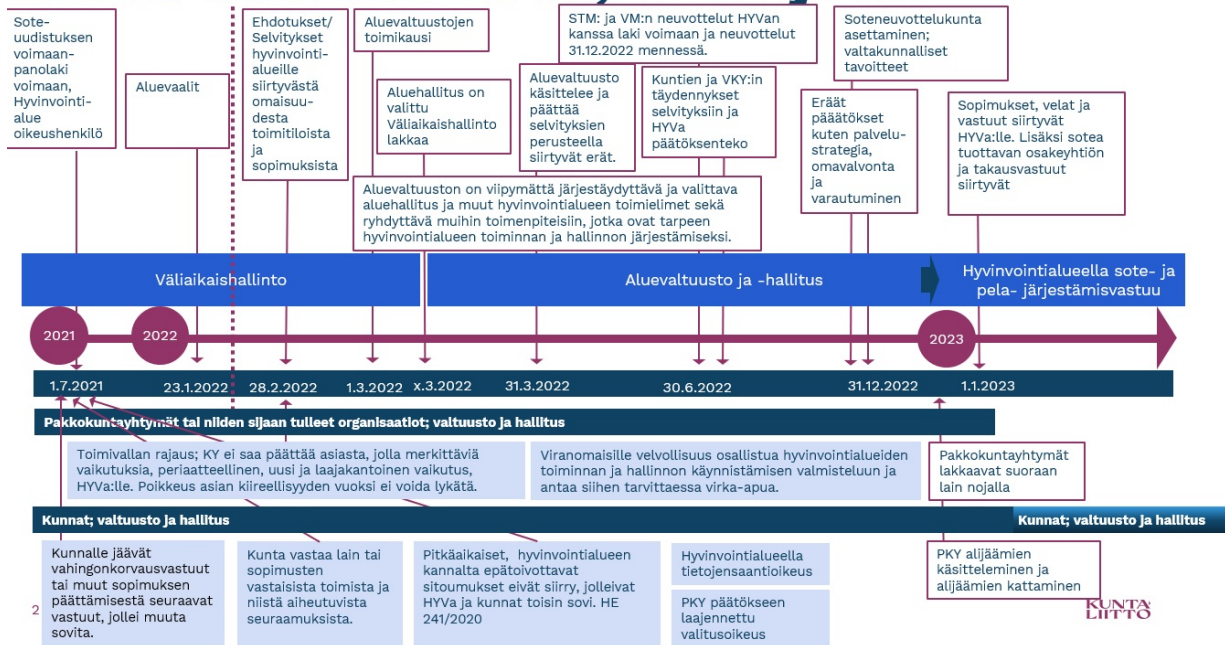 Sote-
uudistuksen
voimaan-
panolaki
voimaan,
Hyvinvointi-
alue
oikeushenkilö
Aluevaalit
Ehdotukset/
Selvitykset
hyvinvointi-
alueille
siirtyvästä
omaisuu-
desta
toimitiloista
ja
sopimuksista
Aluevaltuustojen
toimikausi
Aluehallitus on
valittu
Väliaikaishallinto
lakkaa
STM: ja VM:n neuvottelut HYVan
kanssa laki voimaan ja neuvottelut
31.12.2022 mennessä.
Aluevaltuusto
käsittelee ja
päättää
selvityksien
perusteella
siirtyvät erät.
Kuntien ja VKY:in
täydennykset
selvityksiin ja
HYVa
päätöksenteko
Soteneuvottelukunta
asettaminen;
valtakunnalliset
tavoitteet
Eräät
pääätökset
kuten palvelu-
strategia,
omavalvonta
ja
varautuminen
Sopimukset, velat ja
vastuut siirtyvät
HYVa:lle. Lisäksi sotea
tuottavan osakeyhtiön
ja takausvastuut
siirtyvät
Aluevaltuuston on viipymättä järjestäydyttävä ja valittava
aluehallitus ja muut hyvinvointialueen toimielimet sekä
ryhdyttävä muihin toimenpiteisiin, jotka ovat tarpeen
hyvinvointialueen toiminnan ja hallinnon järjestämiseksi.
Väliaikaishallinto
Aluevaltuusto ja -hallitus
Hyvinvointialueella sote- ja
pela- järjestämisvastuu
2021
2022
2023
1.7.2021
23.1.2022
28.2.2022
1.3.2022
x.3.2022
31.3.2022
30.6.2022
31.12.2022
1.1.2023
Pakkokuntayhtymät tai niiden sijaan tulleet organisaatiot; valtuusto ja hallitus
Toimivallan rajaus; KY ei saa päättää asiasta, jolla merkittäviä
vaikutuksia, periaatteellinen, uusi ja laajakantoinen vaikutus,
HYVa:lle. Poikkeus asian kiireellisyyden vuoksi ei voida lykätä.
Viranomaisille velvollisuus osallistua hyvinvointialueiden
toiminnan ja hallinnon käynnistämisen valmisteluun ja
antaa siihen tarvittaessa virka-apua.
Pakkokuntayhtymät
lakkaavat suoraan
lain nojalla
Kunnat; valtuusto ja hallitus
Kunnat; valtuusto ja hallitus
Kunnalle jäävät
vahingonkorvausvastuut
tai muut sopimuksen
päättämisestä seuraavat
vastuut, jollei muuta
sovita.
Kunta vastaa lain tai
sopimusten
vastaisista toimista ja
niistä aiheutuvista
seuraamuksista.
Pitkäaikaiset, hyvinvointialueen
kannalta epätoivottavat
sitoumukset eivät siirry, jolleivat
HYVa ja kunnat toisin sovi. HE
241/2020
Hyvinvointialueella
tietojensaantioikeus
PKY päätökseen
laajennettu
valitusoikeus
PKY alijäämien
käsitteleminen ja
alijäämien kattaminen
2
KUNTA
LIITTO